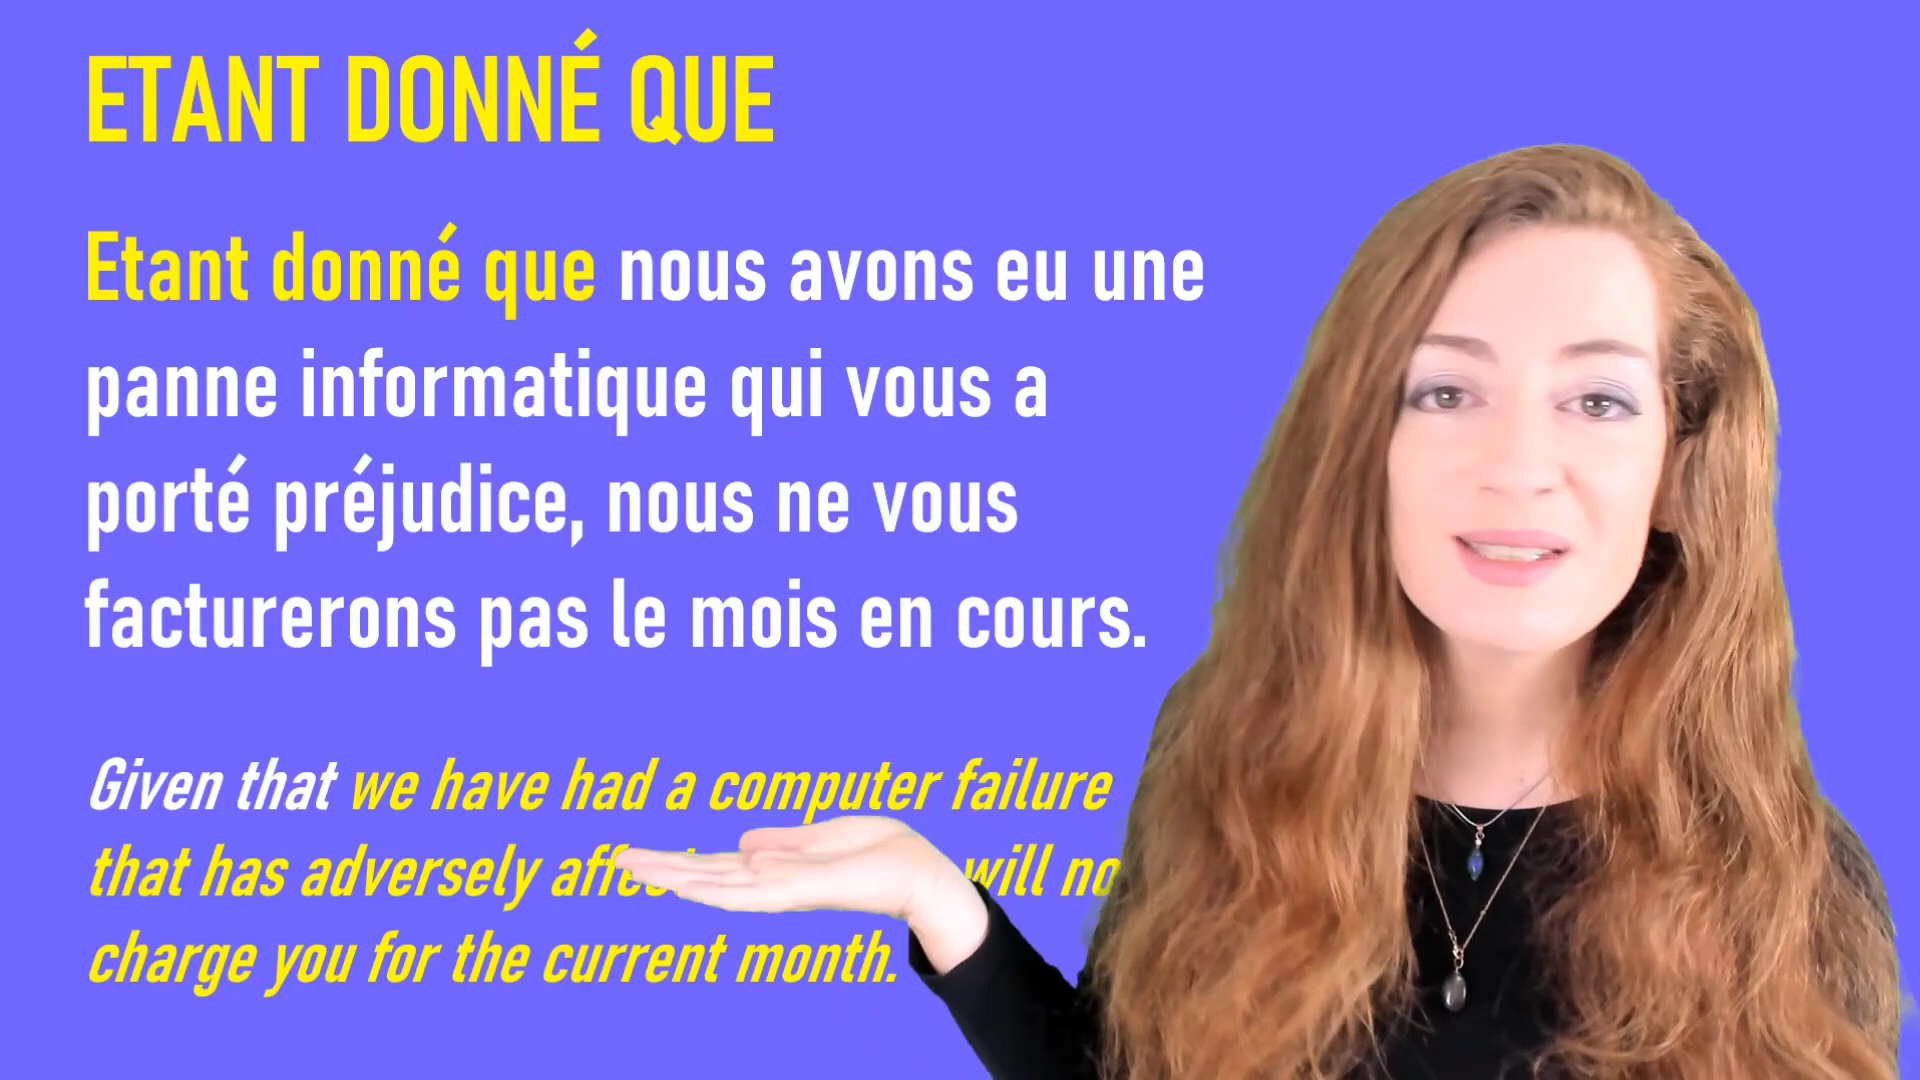 ETANT DONNÉ QUE
Etant donné que nous avons eu une
panne informatique qui vous a
porté préjudice, nous ne vous
facturerons pas le mois en cours.
Given that we have had a computer failure
that has adversely will
charge you for the current month.